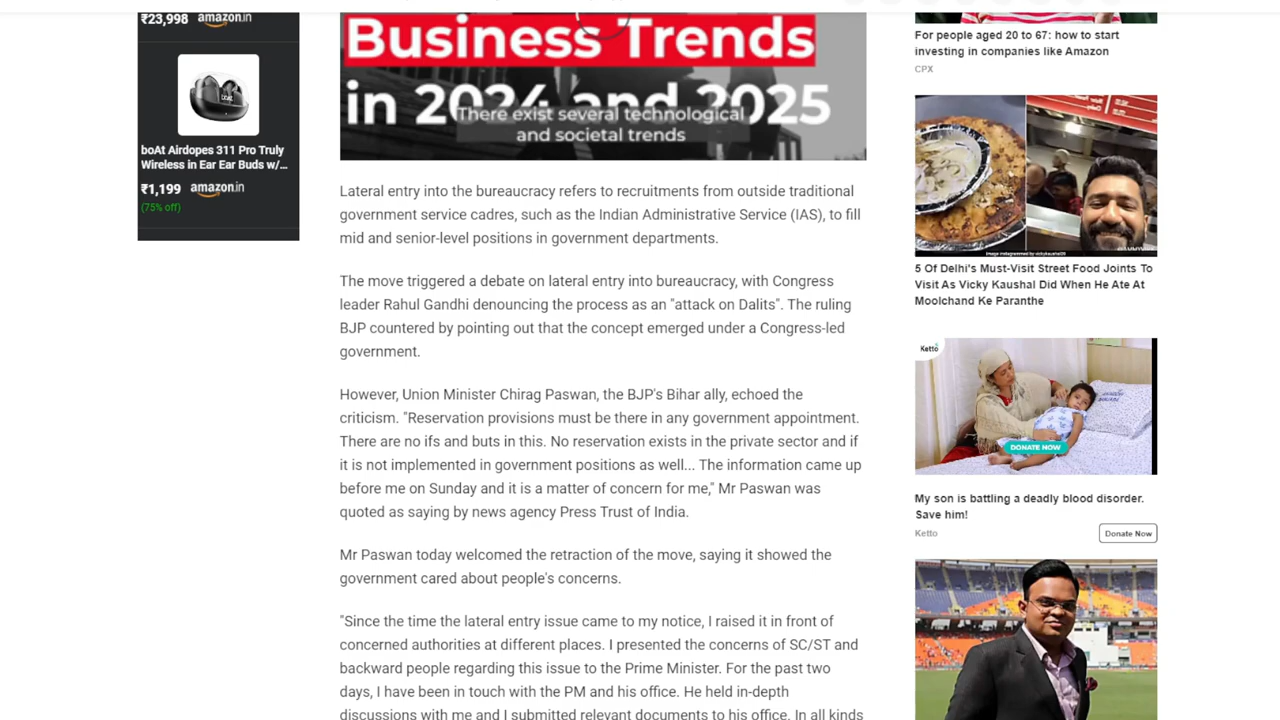 ₹23,998 amazon.in
boAt Airdopes 311 Pro Truly
Wireless in Ear Ear Buds w/...
₹1,199 amazon.in
(75% off)
Business Trends
in 2024 and 2025
There exist several technological
and societal trends
Lateral entry into the bureaucracy refers to recruitments from outside traditional
government service cadres, such as the Indian Administrative Service (IAS), to fill
mid and senior-level positions in government departments.
The move triggered a debate on lateral entry into bureaucracy, with Congress
leader Rahul Gandhi denouncing the process as an "attack on Dalits". The ruling
BJP countered by pointing out that the concept emerged under a Congress-led
government.
However, Union Minister Chirag Paswan, the BJP's Bihar ally, echoed the
criticism. "Reservation provisions must be there in any government appointment.
There are no ifs and buts in this. No reservation exists in the private sector and if
it is not implemented in government positions as well... The information came up
before me on Sunday and it is a matter of concern for me," Mr Paswan was
quoted as saying by news agency Press Trust of India.
Mr Paswan today welcomed the retraction of the move, saying it showed the
government cared about people's concerns.
"Since the time the lateral entry issue came to my notice, I raised it in front of
concerned authorities at different places. I presented the concerns of SC/ST and
backward people regarding this issue to the Prime Minister. For the past two
days, I have been in touch with the PM and his office. He held in-depth
discussions with me and I submitted relevant documents to his office. In all kinds
For people aged 20 to 67: how to start
investing in companies like Amazon
CPX
5 Of Delhi's Must-Visit Street Food Joints To
Visit As Vicky Kaushal Did When He Ate At
Moolchand Ke Paranthe
Ketto
DONATE NOW
My son is battling a deadly blood disorder.
Save him!
Ketto
Donate Now